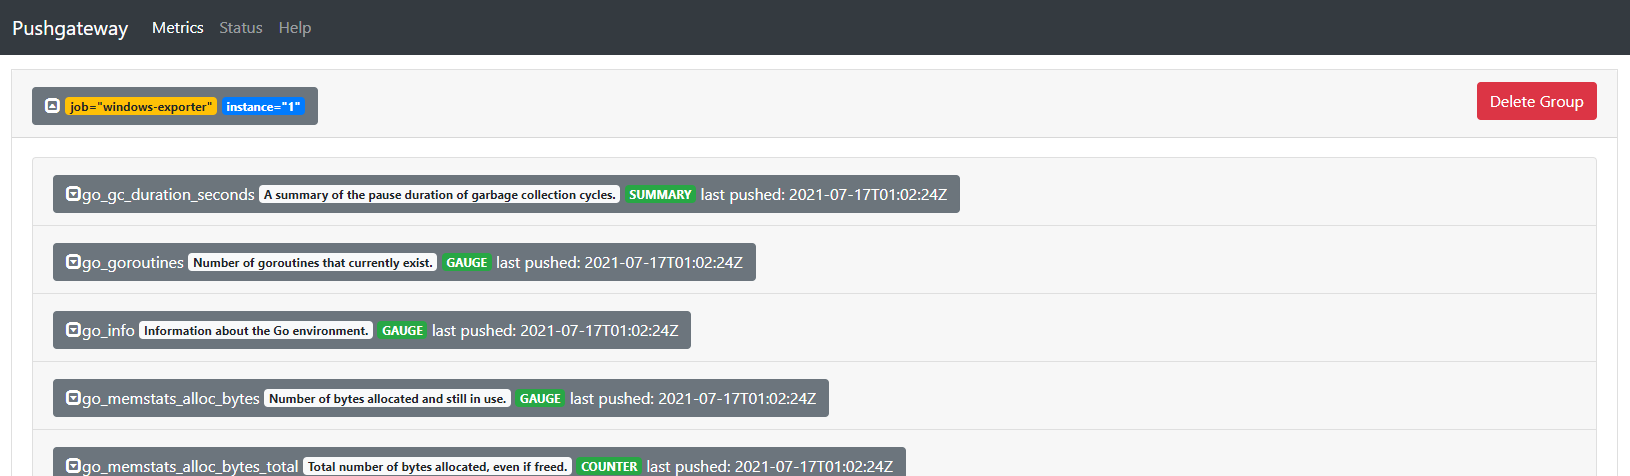 Pushgateway Metrics Status Help
job="windows-exporter" instance="1" Delete Group
go_gc_duration_seconds A summary of the pause duration of garbage collection cycles. SUMMARY last pushed: 2021-07-17T01:02:24Z
go_goroutines Number of goroutines that currently exist. GAUGE last pushed: 2021-07-17T01:02:24Z
go_info Information about the Go environment. GAUGE last pushed: 2021-07-17T01:02:24Z
go_memstats_alloc_bytes Number of bytes allocated and still in use. GAUGE last pushed: 2021-07-17T01:02:24Z
go_memstats_alloc_bytes_total Total number of bytes allocated, even if freed. COUNTER last pushed: 2021-07-17T01:02:24Z